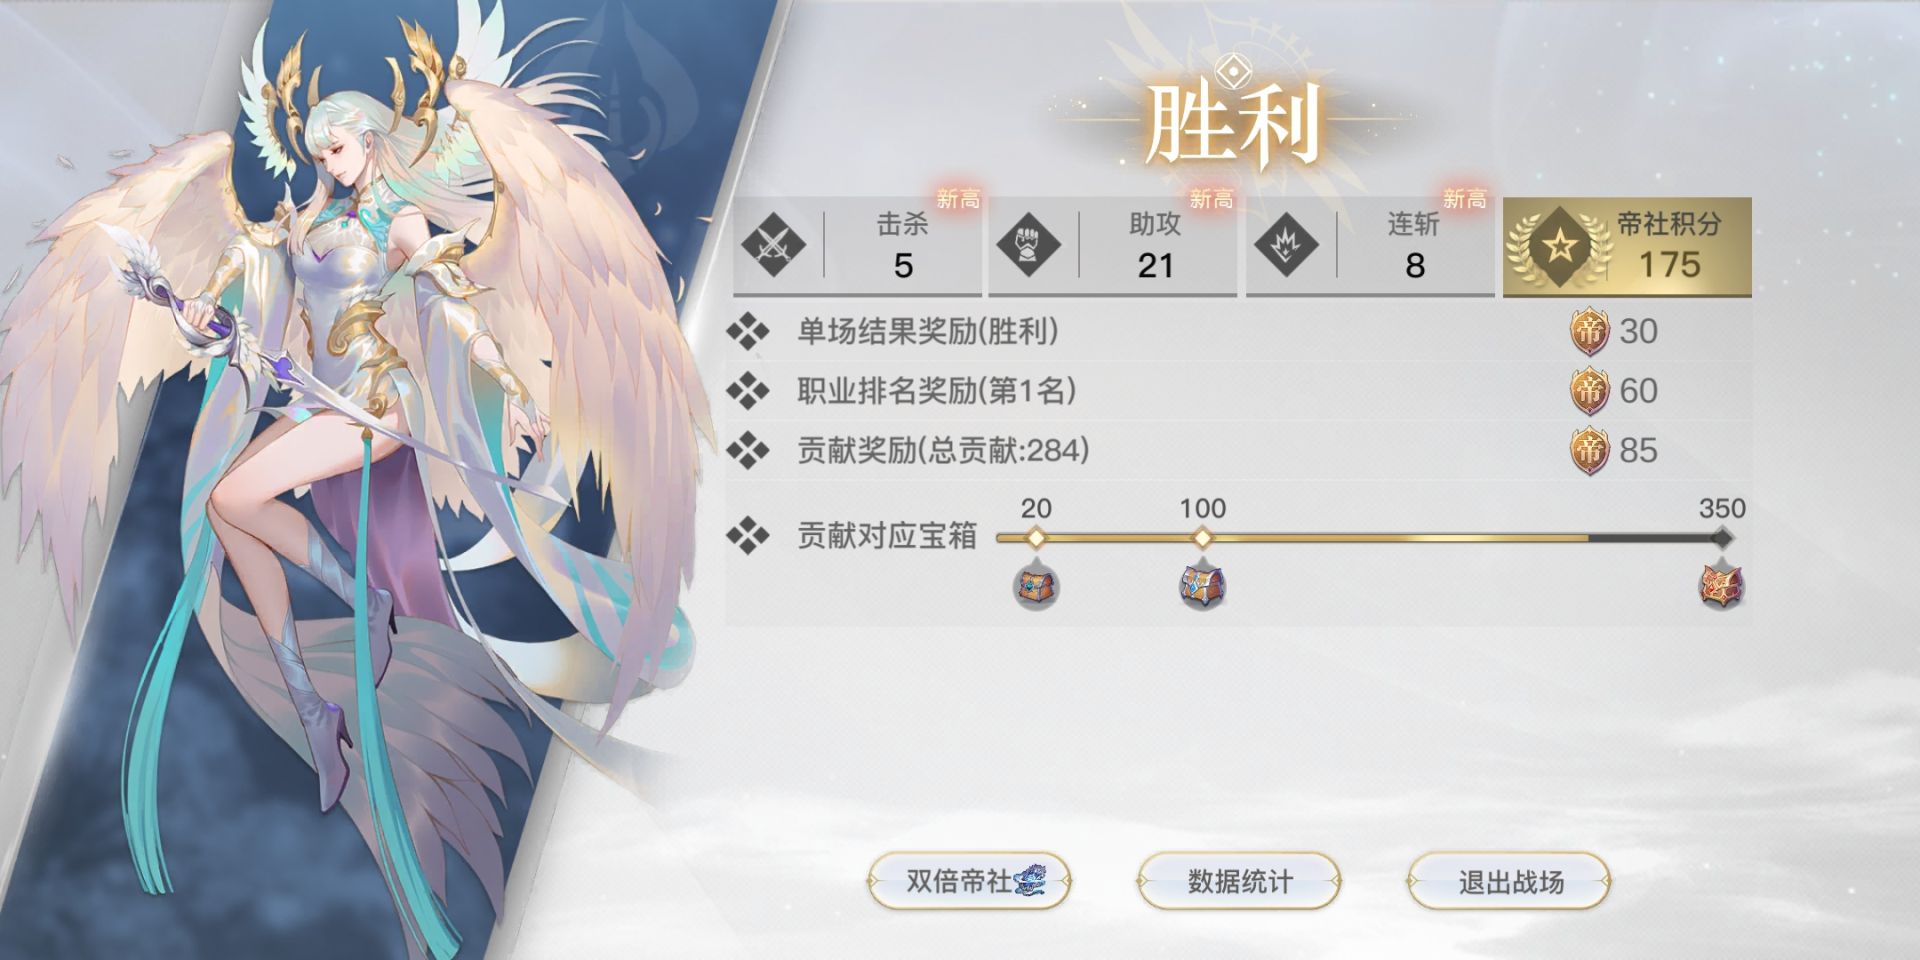 胜利
新高
新高
新高
击杀
助攻
连斩
帝社积分
5
21
8
175
单场结果奖励(胜利)
帝 30
职业排名奖励(第1名)
帝 60
贡献奖励(总贡献:284)
帝 85
20
100
350
贡献对应宝箱
双倍帝社
数据统计
退出战场